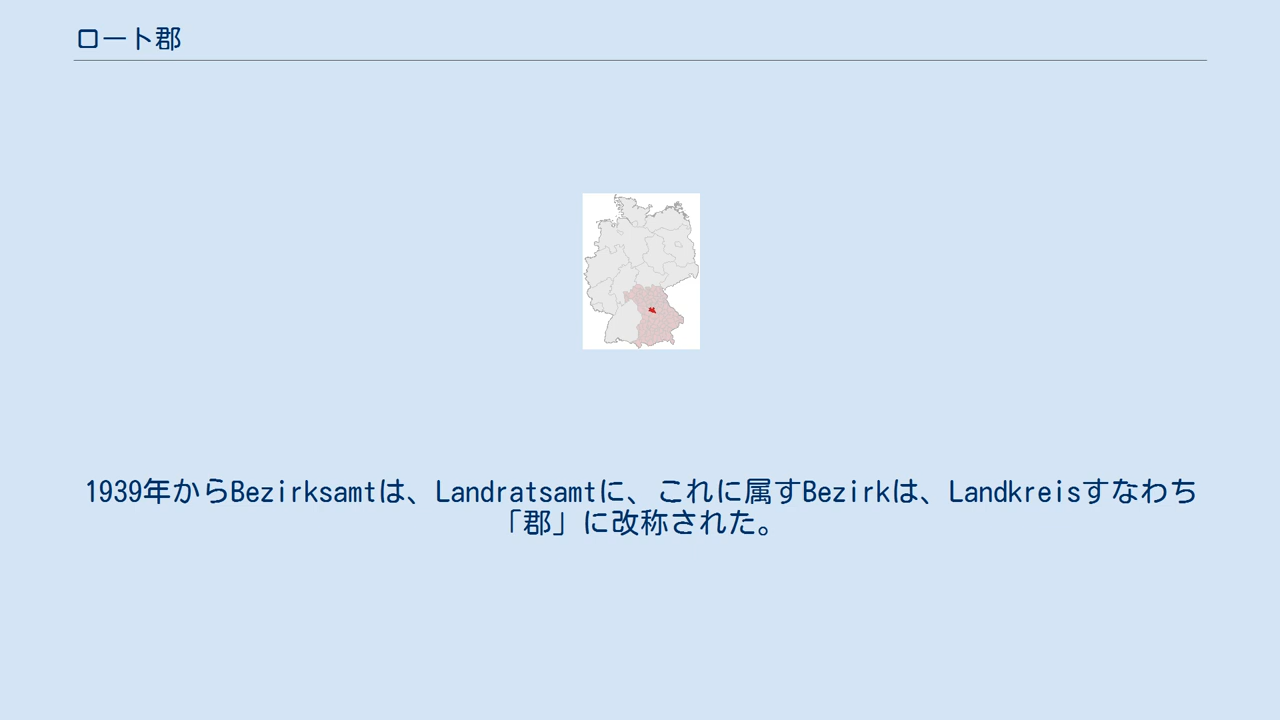 ロート郡
1939年からBezirksamtは、Landratsamtに、これに属すBezirkは、Landkreisすなわち
「郡」に改称された。